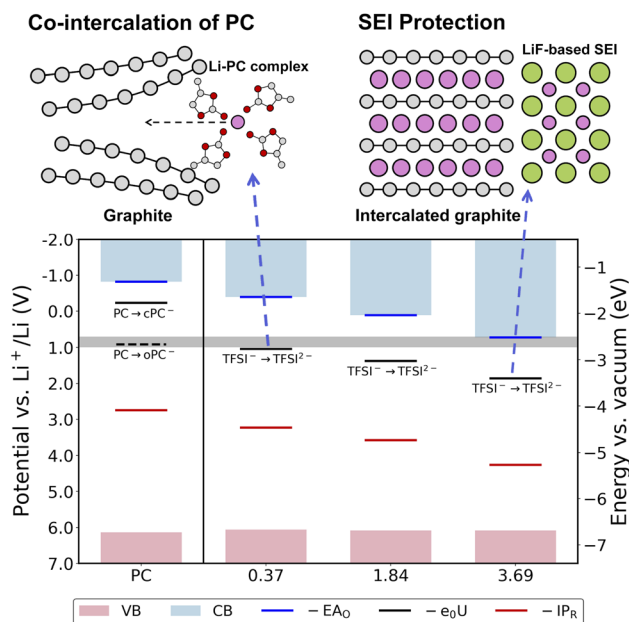 Co-intercalation of PC
SEI Protection
Li-PC complex
LiF-based SEI
Graphite
Intercalated graphite
Potential vs. Li⁺/Li (V)
-2.0
-1.0
0.0
1.0
2.0
3.0
4.0
5.0
6.0
7.0
PC→cPC⁻
PC→oPC⁻
TFSI⁻→TFSI²⁻
TFSI⁻→TFSI²⁻
TFSI⁻→TFSI²⁻
−1
−2
−3
−4
−5
−6
−7
Energy vs. vacuum (eV)
PC
0.37
1.84
3.69
VB
CB
− EA_O
− e₀U
− IP_R